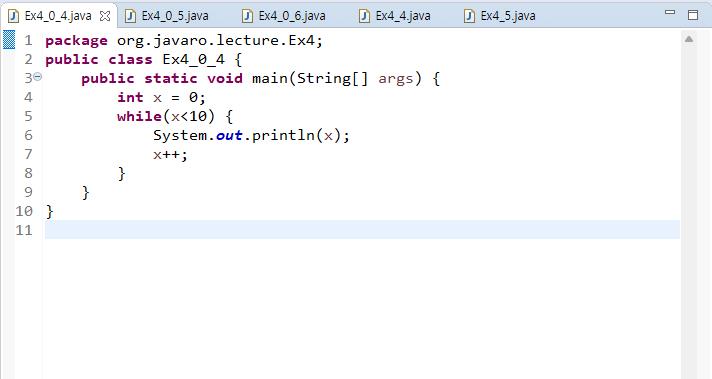 Ex4_0_4.java Ex4_0_5.java Ex4_0_6.java Ex4_4.java Ex4_5.java
1 package org.javaro.lecture.Ex4;
2 public class Ex4_0_4 {
3     public static void main(String[] args) {
4         int x = 0;
5         while(x<10) {
6             System.out.println(x);
7             x++;
8         }
9     }
10 }
11